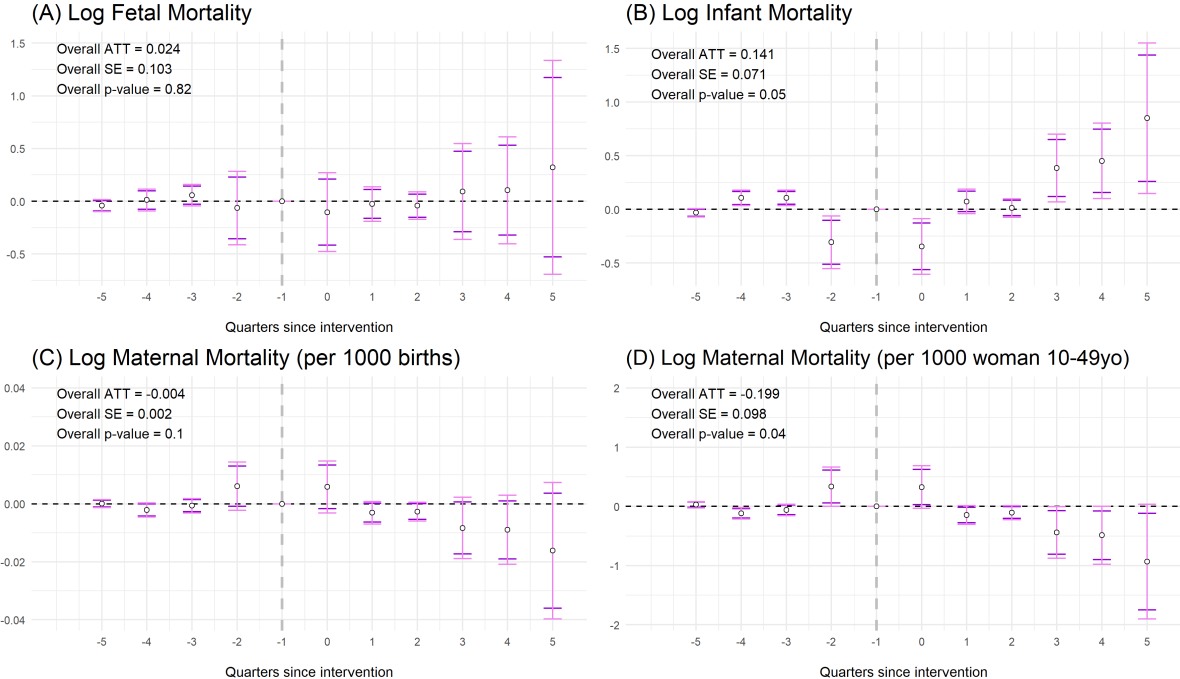 (A) Log Fetal Mortality
Overall ATT = 0.024
Overall SE = 0.103
Overall p-value = 0.82
1.5
1.0
0.5
0.0
-0.5
-5 -4 -3 -2 -1 0 1 2 3 4 5
Quarters since intervention
(B) Log Infant Mortality
Overall ATT = 0.141
Overall SE = 0.071
Overall p-value = 0.05
1.5
1.0
0.5
0.0
-0.5
-5 -4 -3 -2 -1 0 1 2 3 4 5
Quarters since intervention
(C) Log Maternal Mortality (per 1000 births)
Overall ATT = -0.004
Overall SE = 0.002
Overall p-value = 0.1
0.04
0.02
0.00
-0.02
-0.04
-5 -4 -3 -2 -1 0 1 2 3 4 5
Quarters since intervention
(D) Log Maternal Mortality (per 1000 woman 10-49yo)
Overall ATT = -0.199
Overall SE = 0.098
Overall p-value = 0.04
2
1
0
-1
-2
-5 -4 -3 -2 -1 0 1 2 3 4 5
Quarters since intervention